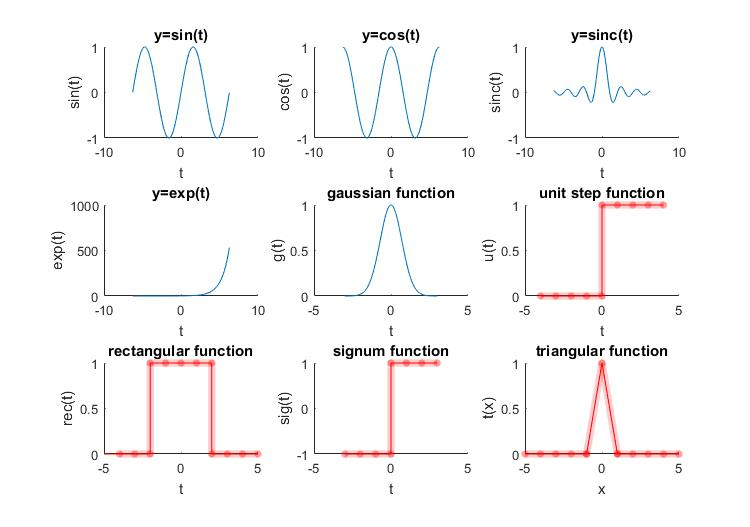 y=sin(t)
y=cos(t)
y=sinc(t)
1
0
-1
sin(t)
-10
0
10
t
1
0
-1
cos(t)
-10
0
10
t
1
0
-1
sinc(t)
-10
0
10
t
y=exp(t)
gaussian function
unit step function
1000
500
0
exp(t)
-10
0
10
t
1
0.5
0
g(t)
-5
0
5
t
1
0.5
0
u(t)
-5
0
5
t
rectangular function
signum function
triangular function
1
0.5
0
rec(t)
-5
0
5
t
1
0
-1
sig(t)
-5
0
5
t
1
0.5
0
t(x)
-5
0
5
x